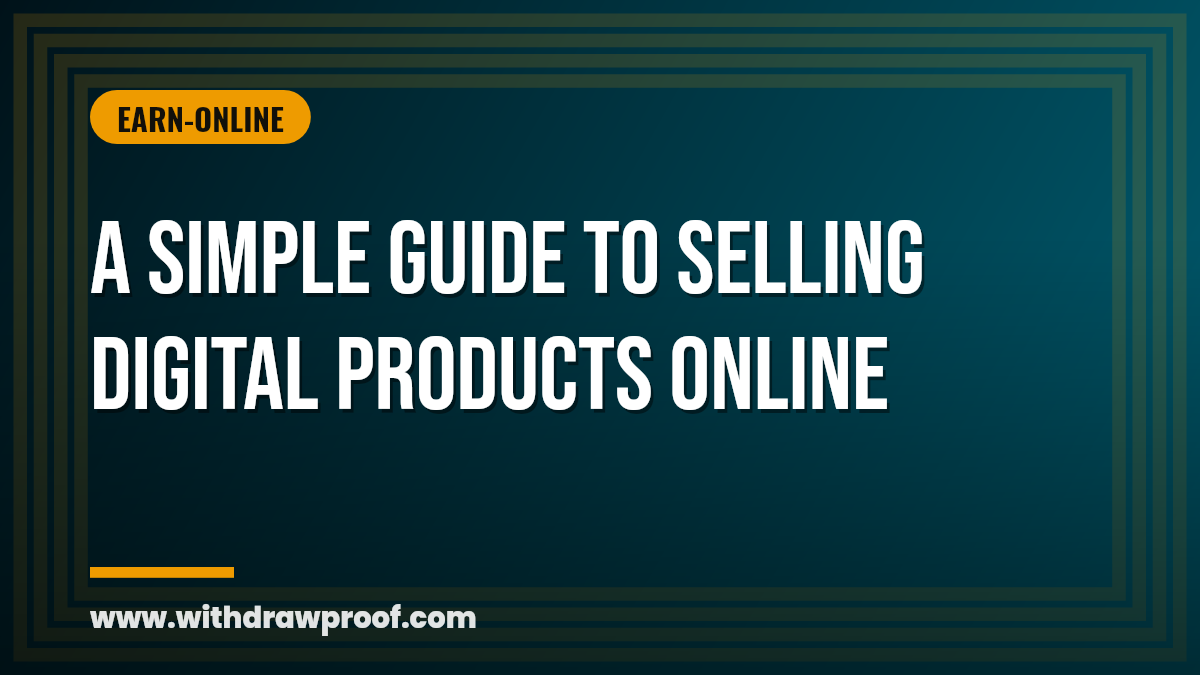 EARN-ONLINE
A SIMPLE GUIDE TO SELLING
DIGITAL PRODUCTS ONLINE
www.withdrawproof.com